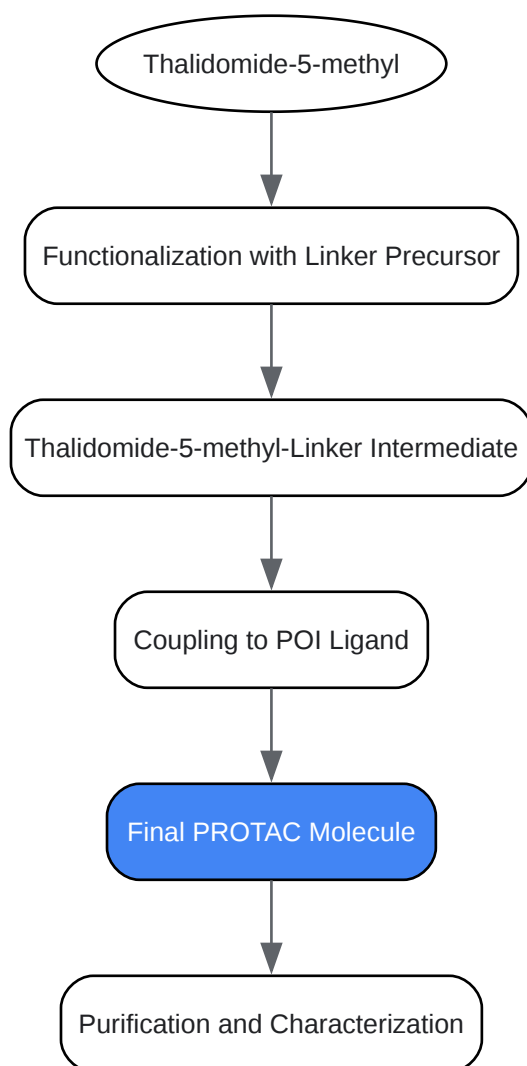 Thalidomide-5-methyl
Functionalization with Linker Precursor
Thalidomide-5-methyl-Linker Intermediate
Coupling to POI Ligand
Final PROTAC Molecule
Purification and Characterization